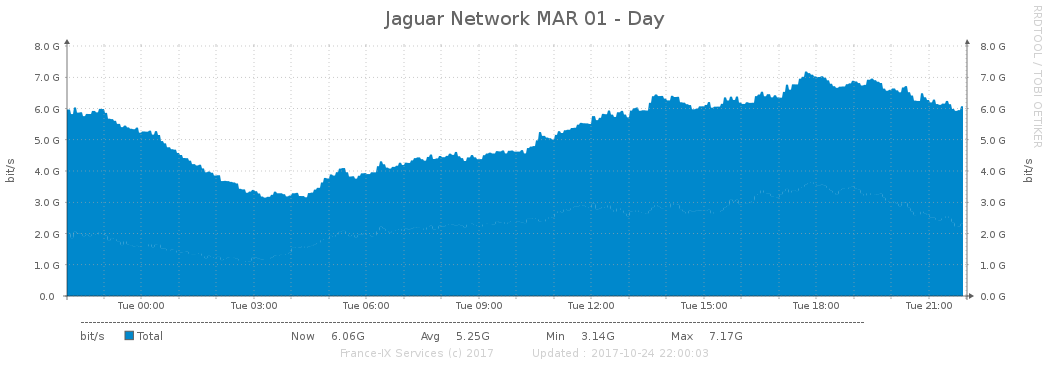 Jaguar Network MAR 01 - Day
RRDTOOL / TOBI OETIKER
8.0 G 8.0 G
7.0 G 7.0 G
6.0 G 6.0 G
5.0 G 5.0 G
4.0 G 4.0 G
3.0 G 3.0 G
2.0 G 2.0 G
1.0 G 1.0 G
0.0 0.0 G
bit/s bit/s
Tue 00:00 Tue 03:00 Tue 06:00 Tue 09:00 Tue 12:00 Tue 15:00 Tue 18:00 Tue 21:00
bit/s Total Now 6.06G Avg 5.25G Min 3.14G Max 7.17G
France-IX Services (c) 2017 Updated : 2017-10-24 22:00:03